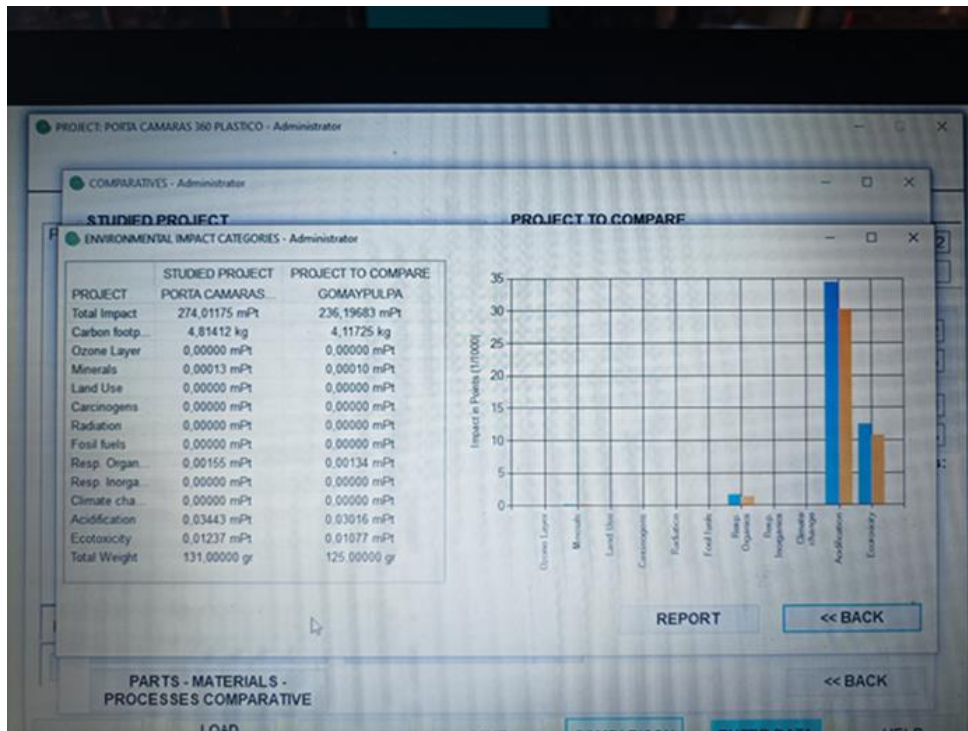 PROJECT: PORTA CAMARAS 360 PLASTICO - Administrator
COMPARATIVES - Administrator
STUDIED PROJECT PROJECT TO COMPARE
ENVIRONMENTAL IMPACT CATEGORIES - Administrator
STUDIED PROJECT PROJECT TO COMPARE
PROJECT PORTA CAMARAS... GOMAYPULPA
Total Impact 274,01175 mPt 236,19683 mPt
Carbon footp... 4,81412 kg 4,11725 kg
Ozone Layer 0,00000 mPt 0,00000 mPt
Minerals 0,00013 mPt 0,00010 mPt
Land Use 0,00000 mPt 0,00000 mPt
Carcinogens 0,00000 mPt 0,00000 mPt
Radiation 0,00000 mPt 0,00000 mPt
Fosil fuels 0,00000 mPt 0,00000 mPt
Resp. Organ... 0,00155 mPt 0,00134 mPt
Resp. Inorga... 0,00000 mPt 0,00000 mPt
Climate cha... 0,00000 mPt 0,00000 mPt
Acidification 0,03443 mPt 0,03016 mPt
Ecotoxicity 0,01237 mPt 0,01077 mPt
Total Weight 131,00000 gr 125,00000 gr
Impact in Points (1/1000)
35
30
25
20
15
10
5
0
Ozone Layer
Minerals
Land Use
Carcinogens
Radiation
Fosil fuels
Resp. Organics
Resp. Inorganics
Climate changes
Acidification
Ecotoxicity
REPORT << BACK
PARTS - MATERIALS - PROCESSES COMPARATIVE
<< BACK
LOAD